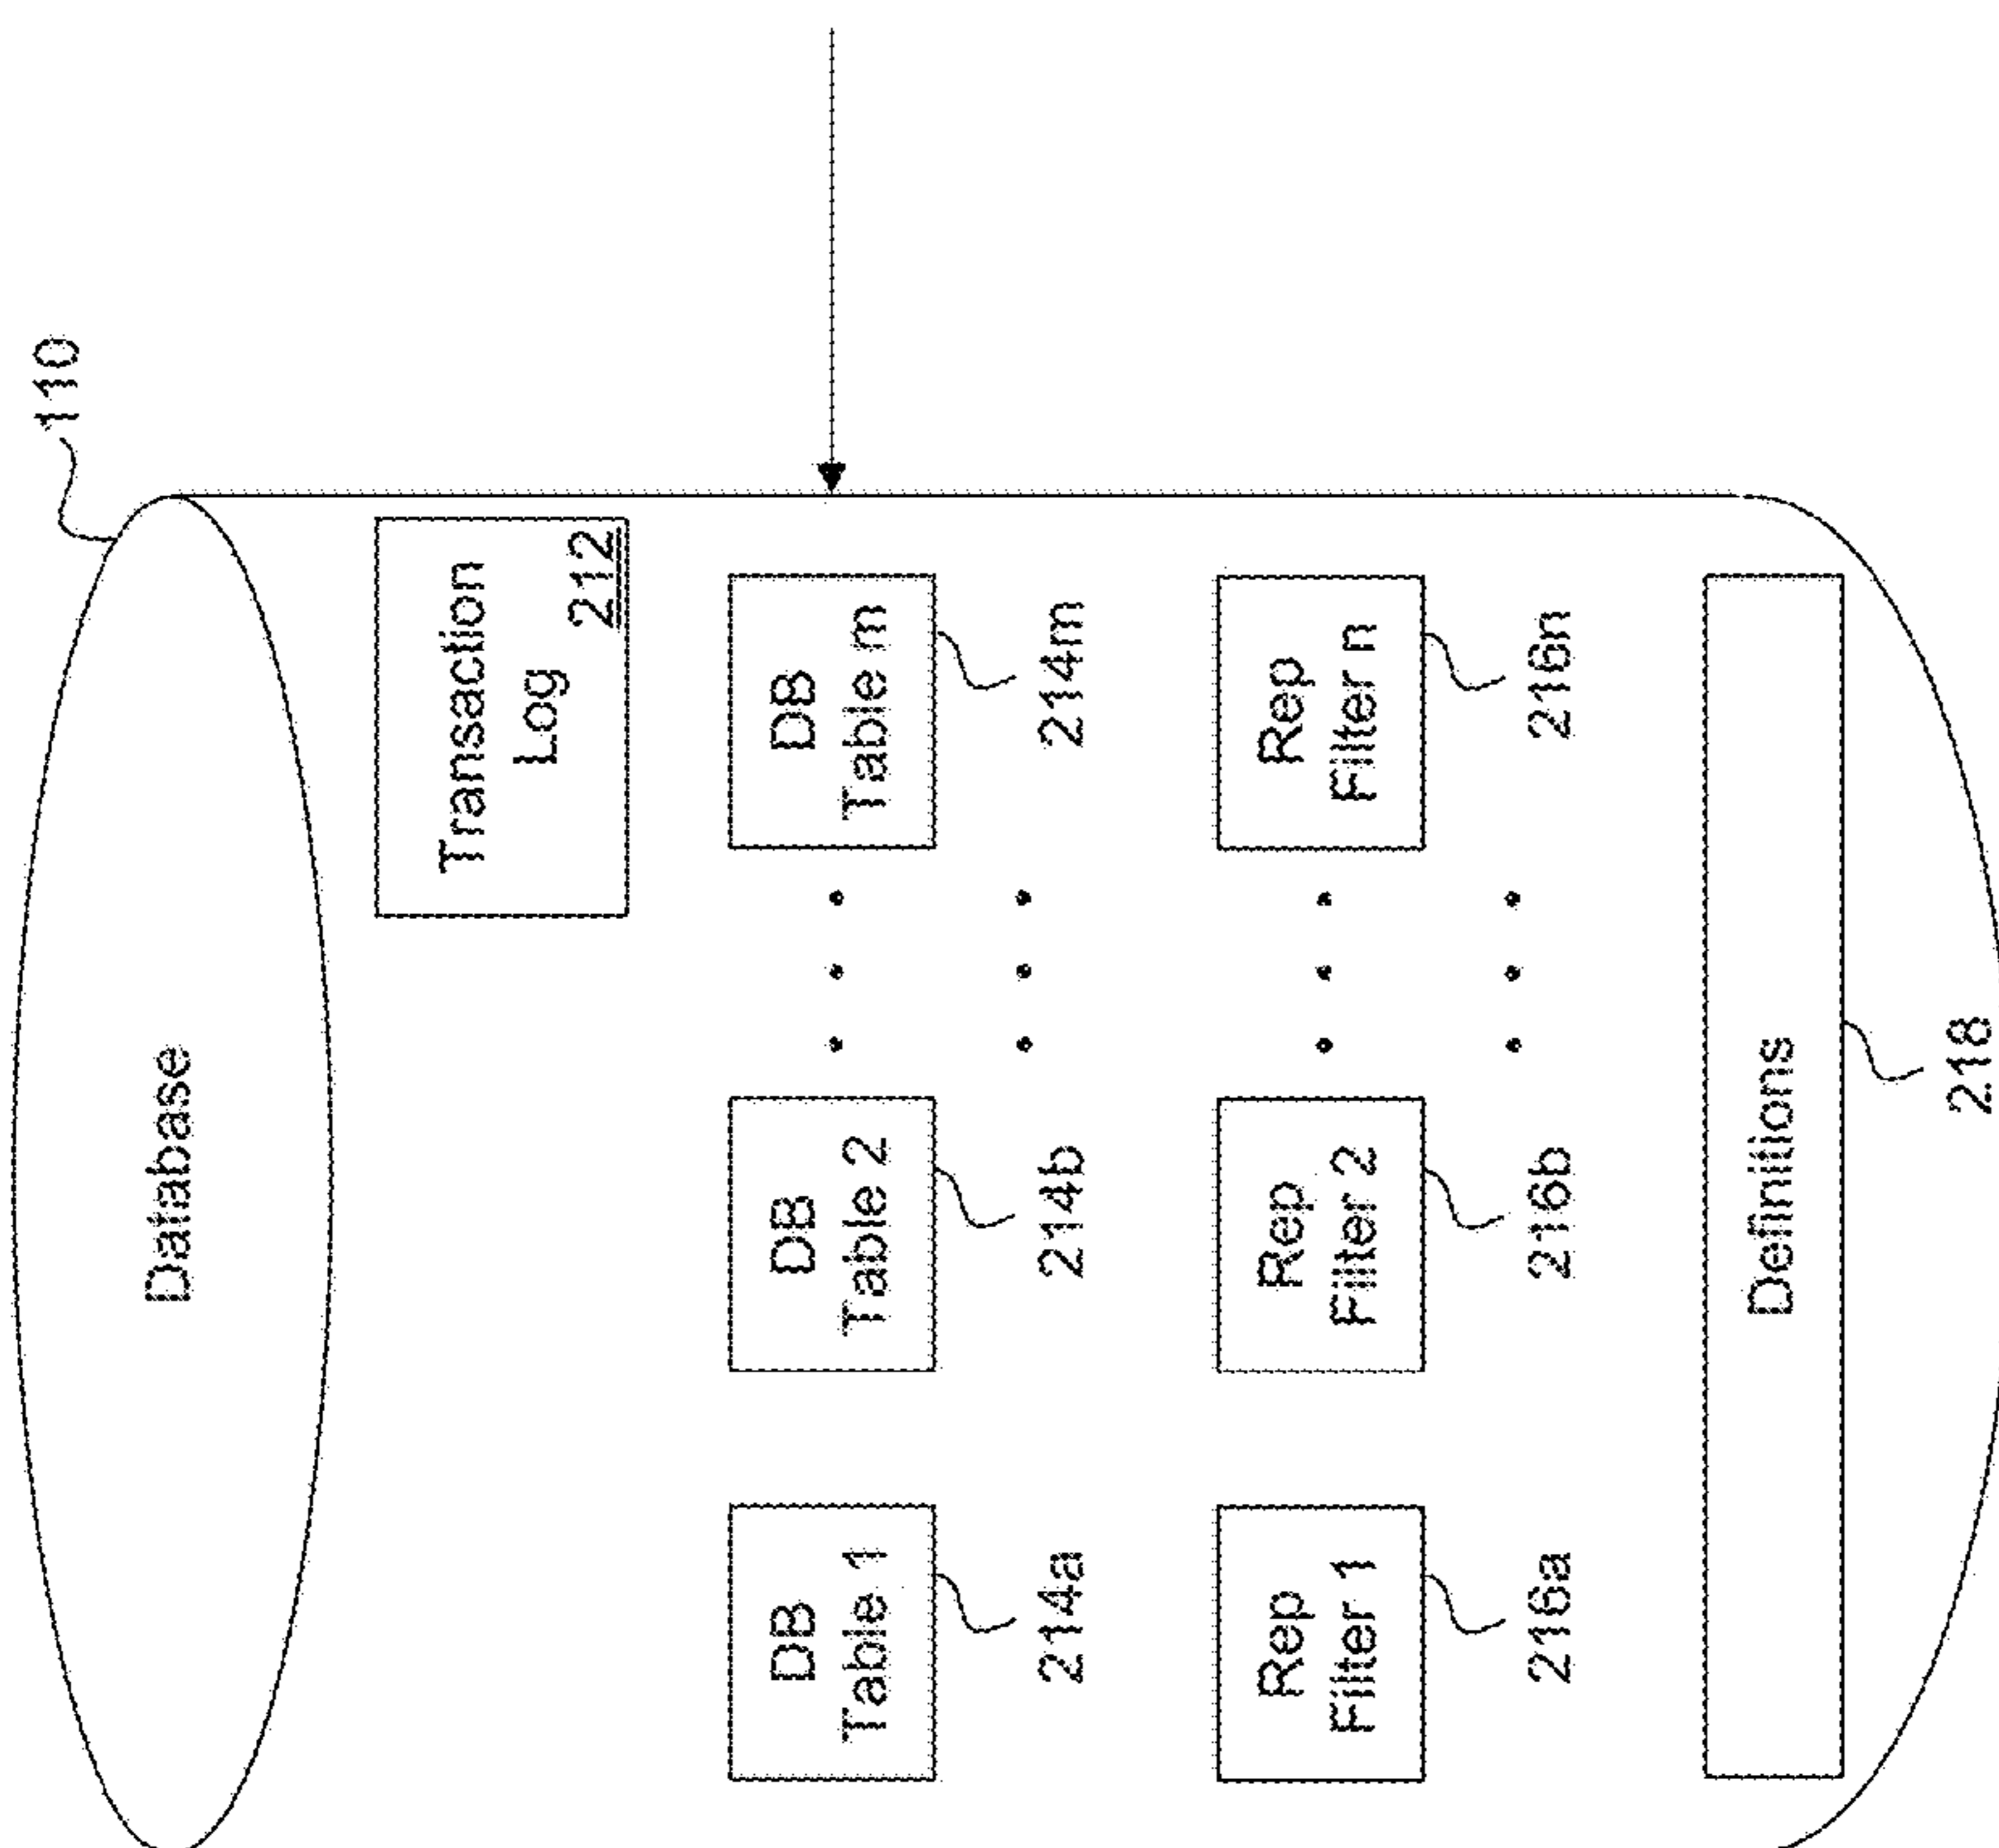 110
Database
Transaction
Log
212
DB
Table 1
DB
Table 2
DB
Table m
214a
214b
214m
Rep
Filter 1
Rep
Filter 2
Rep
Filter n
216a
216b
216n
Definitions
218